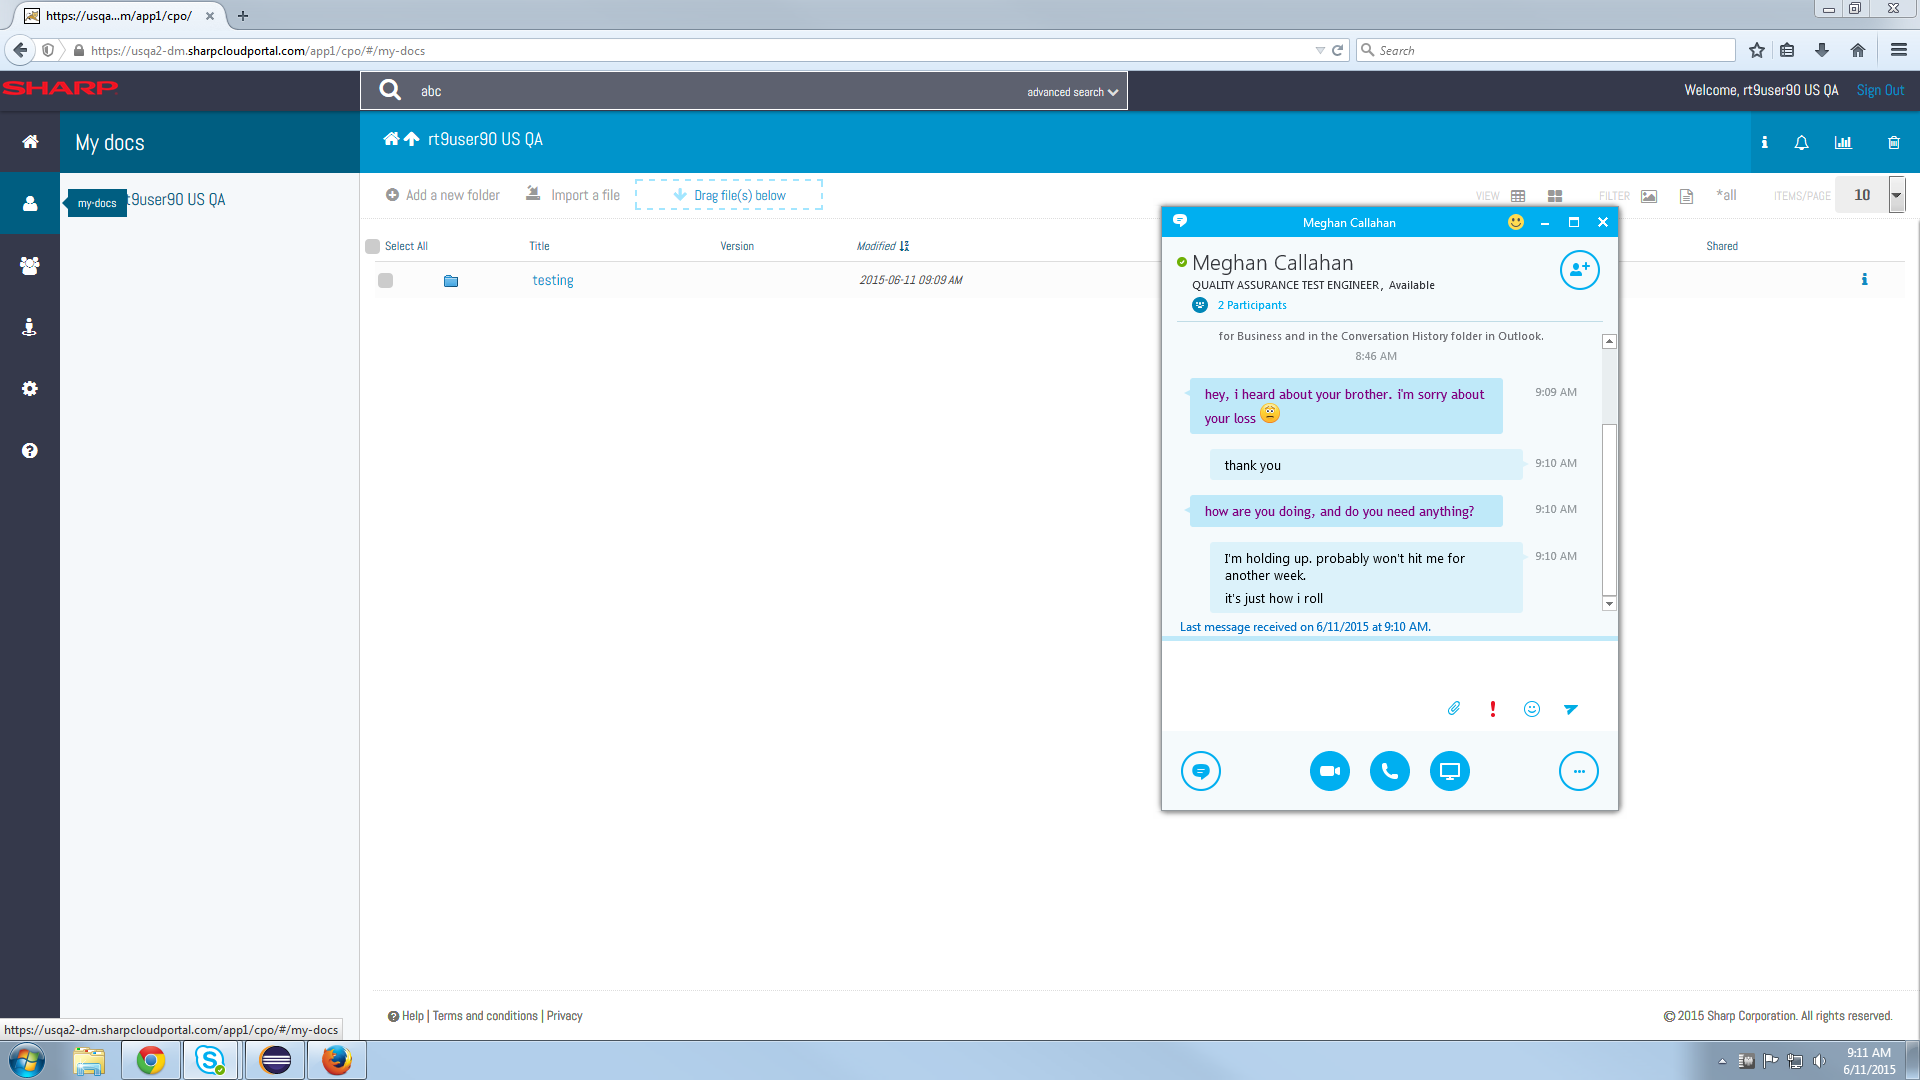 https://usqa...m/app1/cpo/
https://usqa2-dm.sharpcloudportal.com/app1/cpo/#/my-docs
Search
SHARP
abc
advanced search
Welcome, rt9user90 US QA
Sign Out
My docs
rt9user90 US QA
my-docs
t9user90 US QA
Add a new folder
Import a file
Drag file(s) below
VIEW
FILTER
*all
ITEMS/PAGE
10
Select All
Title
Version
Modified
Shared
testing
2015-06-11 09:09 AM
Meghan Callahan
Meghan Callahan
QUALITY ASSURANCE TEST ENGINEER, Available
2 Participants
for Business and in the Conversation History folder in Outlook.
8:46 AM
hey, i heard about your brother. i'm sorry about
your loss
9:09 AM
thank you
9:10 AM
how are you doing, and do you need anything?
9:10 AM
I'm holding up. probably won't hit me for
another week.
it's just how i roll
9:10 AM
Last message received on 6/11/2015 at 9:10 AM.
Help | Terms and conditions | Privacy
© 2015 Sharp Corporation. All rights reserved.
https://usqa2-dm.sharpcloudportal.com/app1/cpo/#/my-docs
9:11 AM
6/11/2015